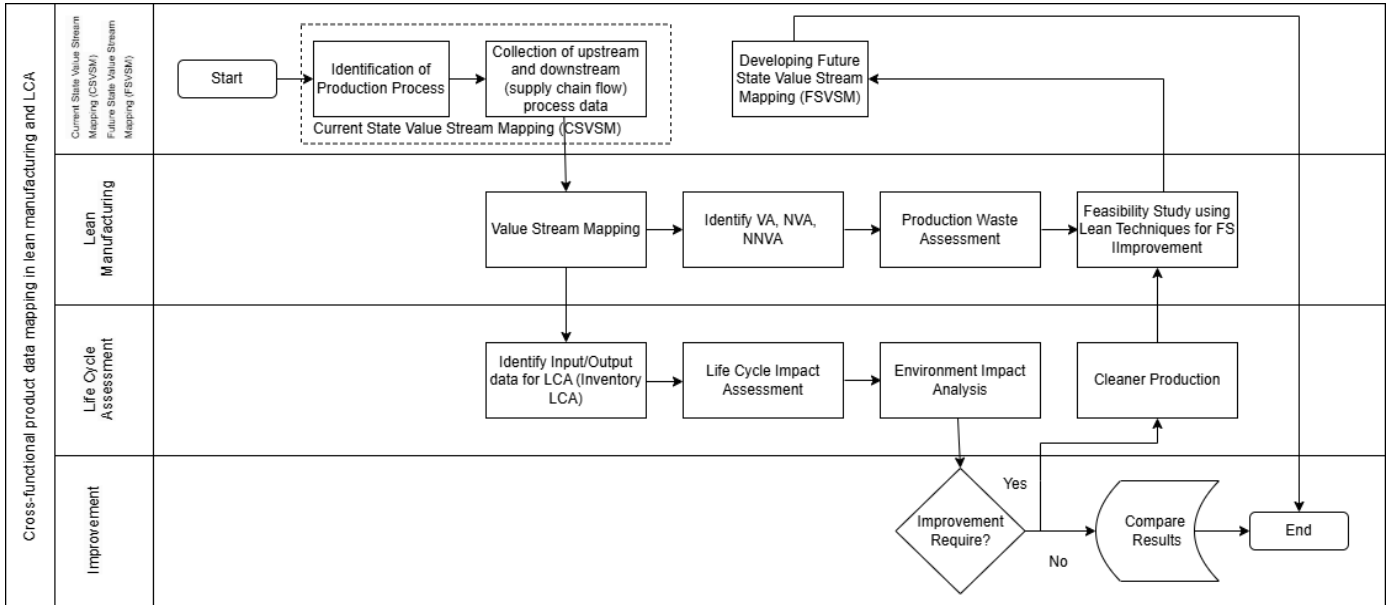 Cross-functional product data mapping in lean manufacturing and LCA
Current State Value Stream
Mapping (CSVSM)
Future State Value Stream
Mapping (FSVSM)
Start
Identification of
Production Process
Collection of upstream
and downstream
(supply chain flow)
process data
Current State Value Stream Mapping (CSVSM)
Developing Future
State Value Stream
Mapping (FSVSM)
Lean
Manufacturing
Value Stream Mapping
Identify VA, NVA,
NNVA
Production Waste
Assessment
Feasibility Study using
Lean Techniques for FS
IImprovement
Life Cycle
Assessment
Identify Input/Output
data for LCA (Inventory
LCA)
Life Cycle Impact
Assessment
Environment Impact
Analysis
Cleaner Production
Improvement
Improvement
Require?
Yes
No
Compare
Results
End